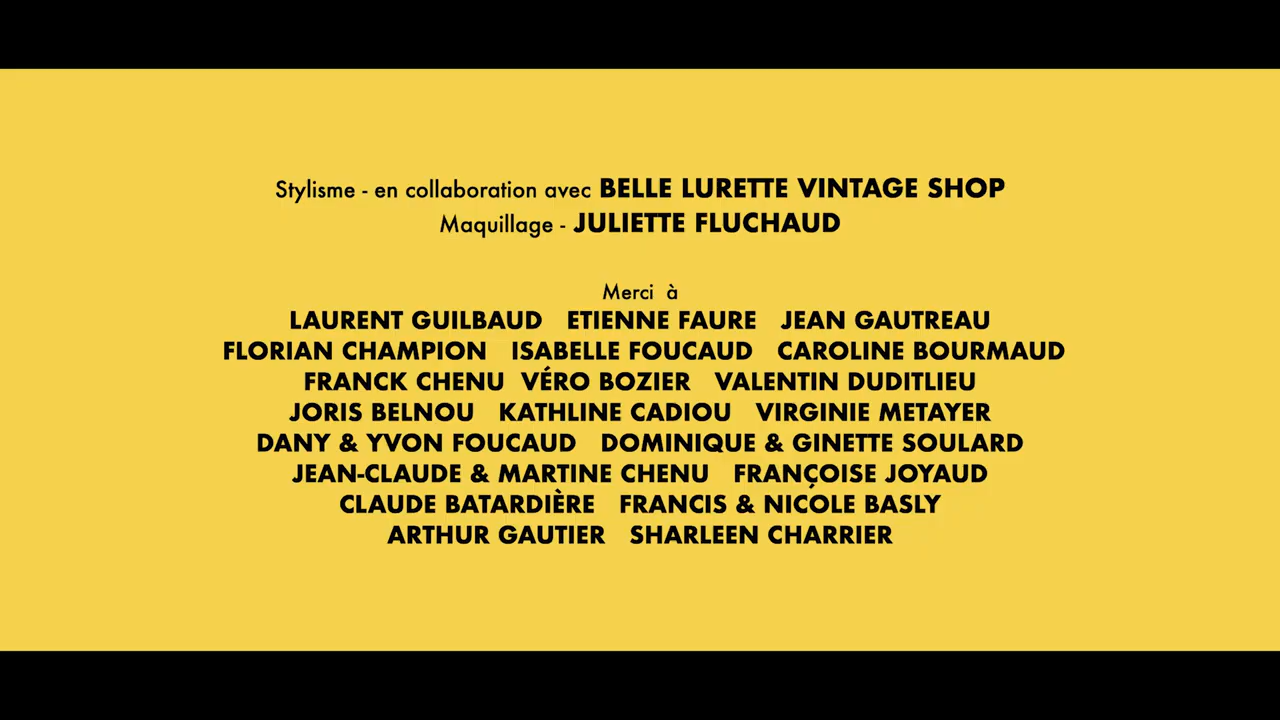 Stylisme - en collaboration avec BELLE LURETTE VINTAGE SHOP
Maquillage - JULIETTE FLUCHAUD
Merci à
LAURENT GUILBAUD ETIENNE FAURE JEAN GAUTREAU
FLORIAN CHAMPION ISABELLE FOUCAUD CAROLINE BOURMAUD
FRANCK CHENU VÉRO BOZIER VALENTIN DUDITLIEU
JORIS BELNOU KATHLINE CADIOU VIRGINIE METAYER
DANY & YVON FOUCAUD DOMINIQUE & GINETTE SOULARD
JEAN-CLAUDE & MARTINE CHENU FRANÇOISE JOYAUD
CLAUDE BATARDIÈRE FRANCIS & NICOLE BASLY
ARTHUR GAUTIER SHARLEEN CHARRIER